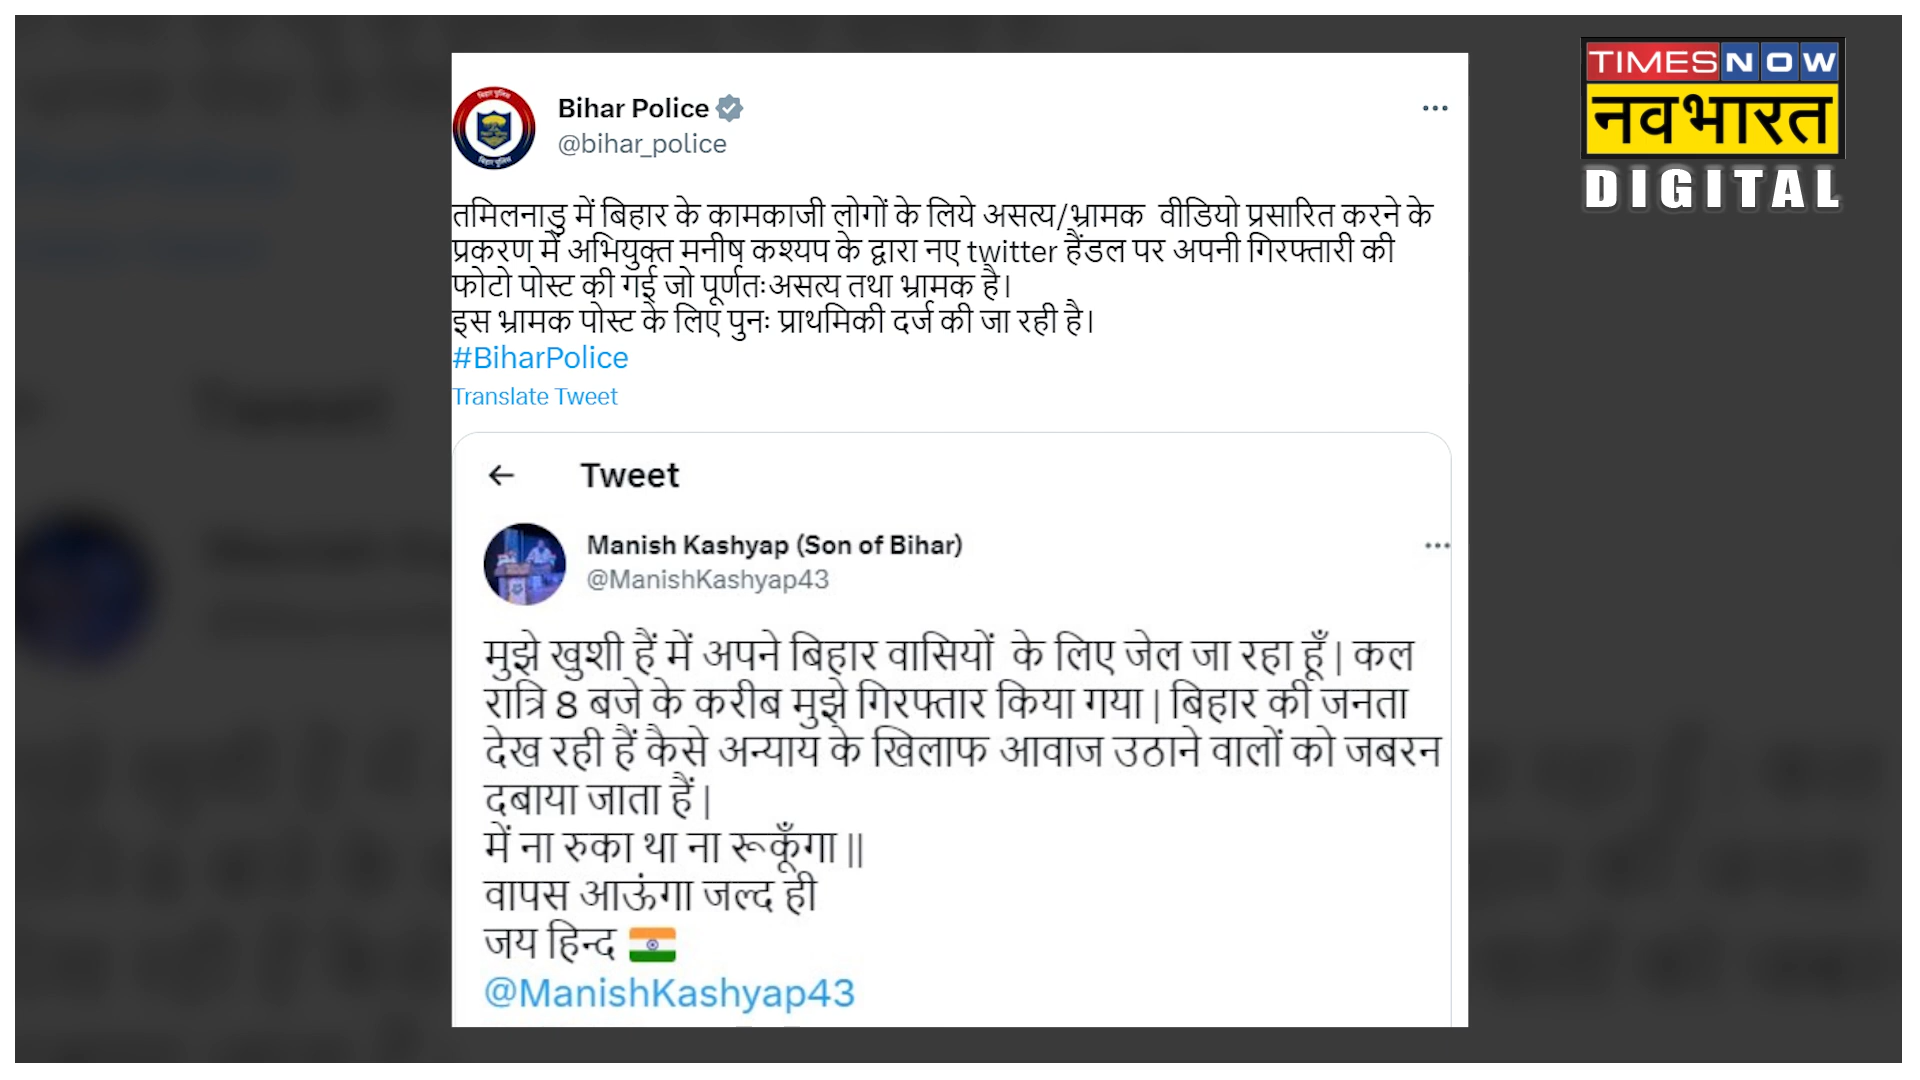 TIMES NOW
नवभारत
DIGITAL
Bihar Police
@bihar_police
तमिलनाडु में बिहार के कामकाजी लोगों के लिये असत्य/भ्रामक वीडियो प्रसारित करने के
प्रकरण में अभियुक्त मनीष कश्यप के द्वारा नए twitter हैंडल पर अपनी गिरफ्तारी की
फोटो पोस्ट की गई जो पूर्णतःअसत्य तथा भ्रामक है।
इस भ्रामक पोस्ट के लिए पुनः प्राथमिकी दर्ज की जा रही है।
#BiharPolice
Translate Tweet
Tweet
Manish Kashyap (Son of Bihar)
@ManishKashyap43
मुझे खुशी हैं में अपने बिहार वासियों के लिए जेल जा रहा हूँ | कल
रात्रि 8 बजे के करीब मुझे गिरफ्तार किया गया | बिहार की जनता
देख रही हैं कैसे अन्याय के खिलाफ आवाज उठाने वालों को जबरन
दबाया जाता हैं |
में ना रुका था ना रूकूँगा ||
वापस आऊंगा जल्द ही
जय हिन्द
@ManishKashyap43